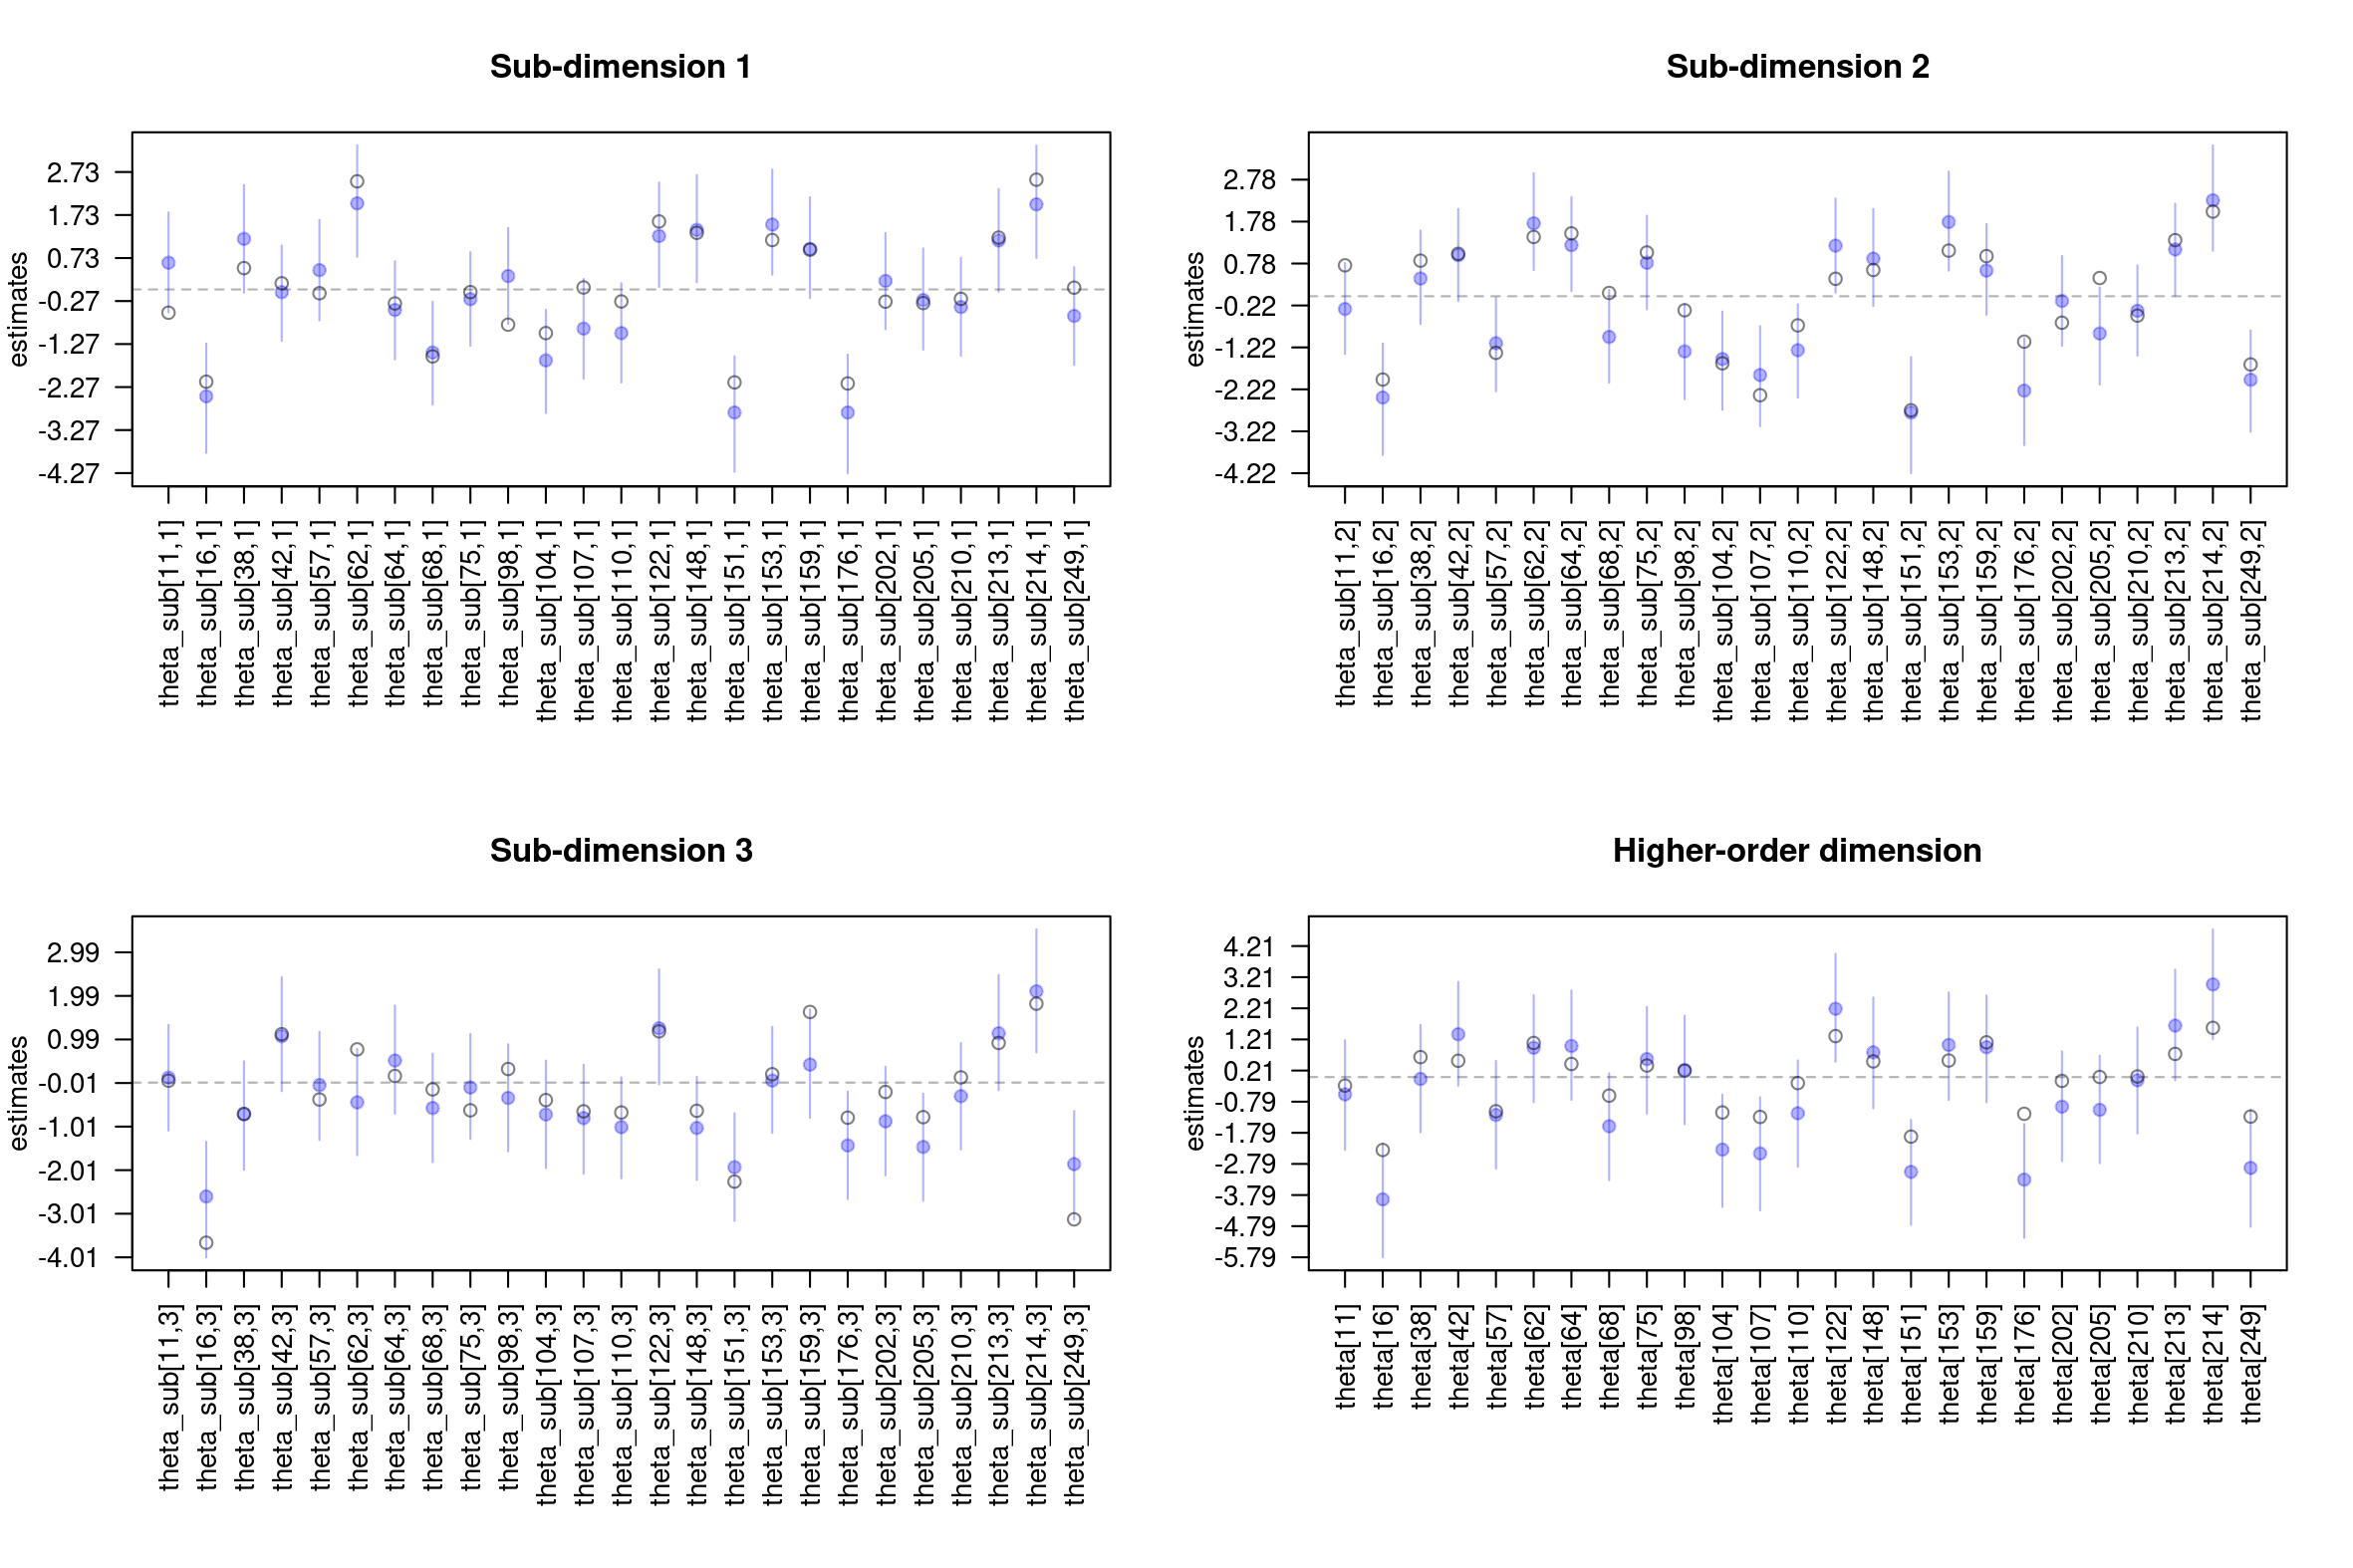 Sub-dimension 1
estimates
2.73
1.73
0.73
-0.27
-1.27
-2.27
-3.27
-4.27
theta_sub[11,1]
theta_sub[16,1]
theta_sub[38,1]
theta_sub[42,1]
theta_sub[57,1]
theta_sub[62,1]
theta_sub[64,1]
theta_sub[68,1]
theta_sub[75,1]
theta_sub[98,1]
theta_sub[104,1]
theta_sub[107,1]
theta_sub[110,1]
theta_sub[122,1]
theta_sub[148,1]
theta_sub[151,1]
theta_sub[153,1]
theta_sub[159,1]
theta_sub[176,1]
theta_sub[202,1]
theta_sub[205,1]
theta_sub[210,1]
theta_sub[213,1]
theta_sub[214,1]
theta_sub[249,1]
Sub-dimension 2
estimates
2.78
1.78
0.78
-0.22
-1.22
-2.22
-3.22
-4.22
theta_sub[11,2]
theta_sub[16,2]
theta_sub[38,2]
theta_sub[42,2]
theta_sub[57,2]
theta_sub[62,2]
theta_sub[64,2]
theta_sub[68,2]
theta_sub[75,2]
theta_sub[98,2]
theta_sub[104,2]
theta_sub[107,2]
theta_sub[110,2]
theta_sub[122,2]
theta_sub[148,2]
theta_sub[151,2]
theta_sub[153,2]
theta_sub[159,2]
theta_sub[176,2]
theta_sub[202,2]
theta_sub[205,2]
theta_sub[210,2]
theta_sub[213,2]
theta_sub[214,2]
theta_sub[249,2]
Sub-dimension 3
estimates
2.99
1.99
0.99
-0.01
-1.01
-2.01
-3.01
-4.01
theta_sub[11,3]
theta_sub[16,3]
theta_sub[38,3]
theta_sub[42,3]
theta_sub[57,3]
theta_sub[62,3]
theta_sub[64,3]
theta_sub[68,3]
theta_sub[75,3]
theta_sub[98,3]
theta_sub[104,3]
theta_sub[107,3]
theta_sub[110,3]
theta_sub[122,3]
theta_sub[148,3]
theta_sub[151,3]
theta_sub[153,3]
theta_sub[159,3]
theta_sub[176,3]
theta_sub[202,3]
theta_sub[205,3]
theta_sub[210,3]
theta_sub[213,3]
theta_sub[214,3]
theta_sub[249,3]
Higher-order dimension
estimates
4.21
3.21
2.21
1.21
0.21
-0.79
-1.79
-2.79
-3.79
-4.79
-5.79
theta[11]
theta[16]
theta[38]
theta[42]
theta[57]
theta[62]
theta[64]
theta[68]
theta[75]
theta[98]
theta[104]
theta[107]
theta[110]
theta[122]
theta[148]
theta[151]
theta[153]
theta[159]
theta[176]
theta[202]
theta[205]
theta[210]
theta[213]
theta[214]
theta[249]